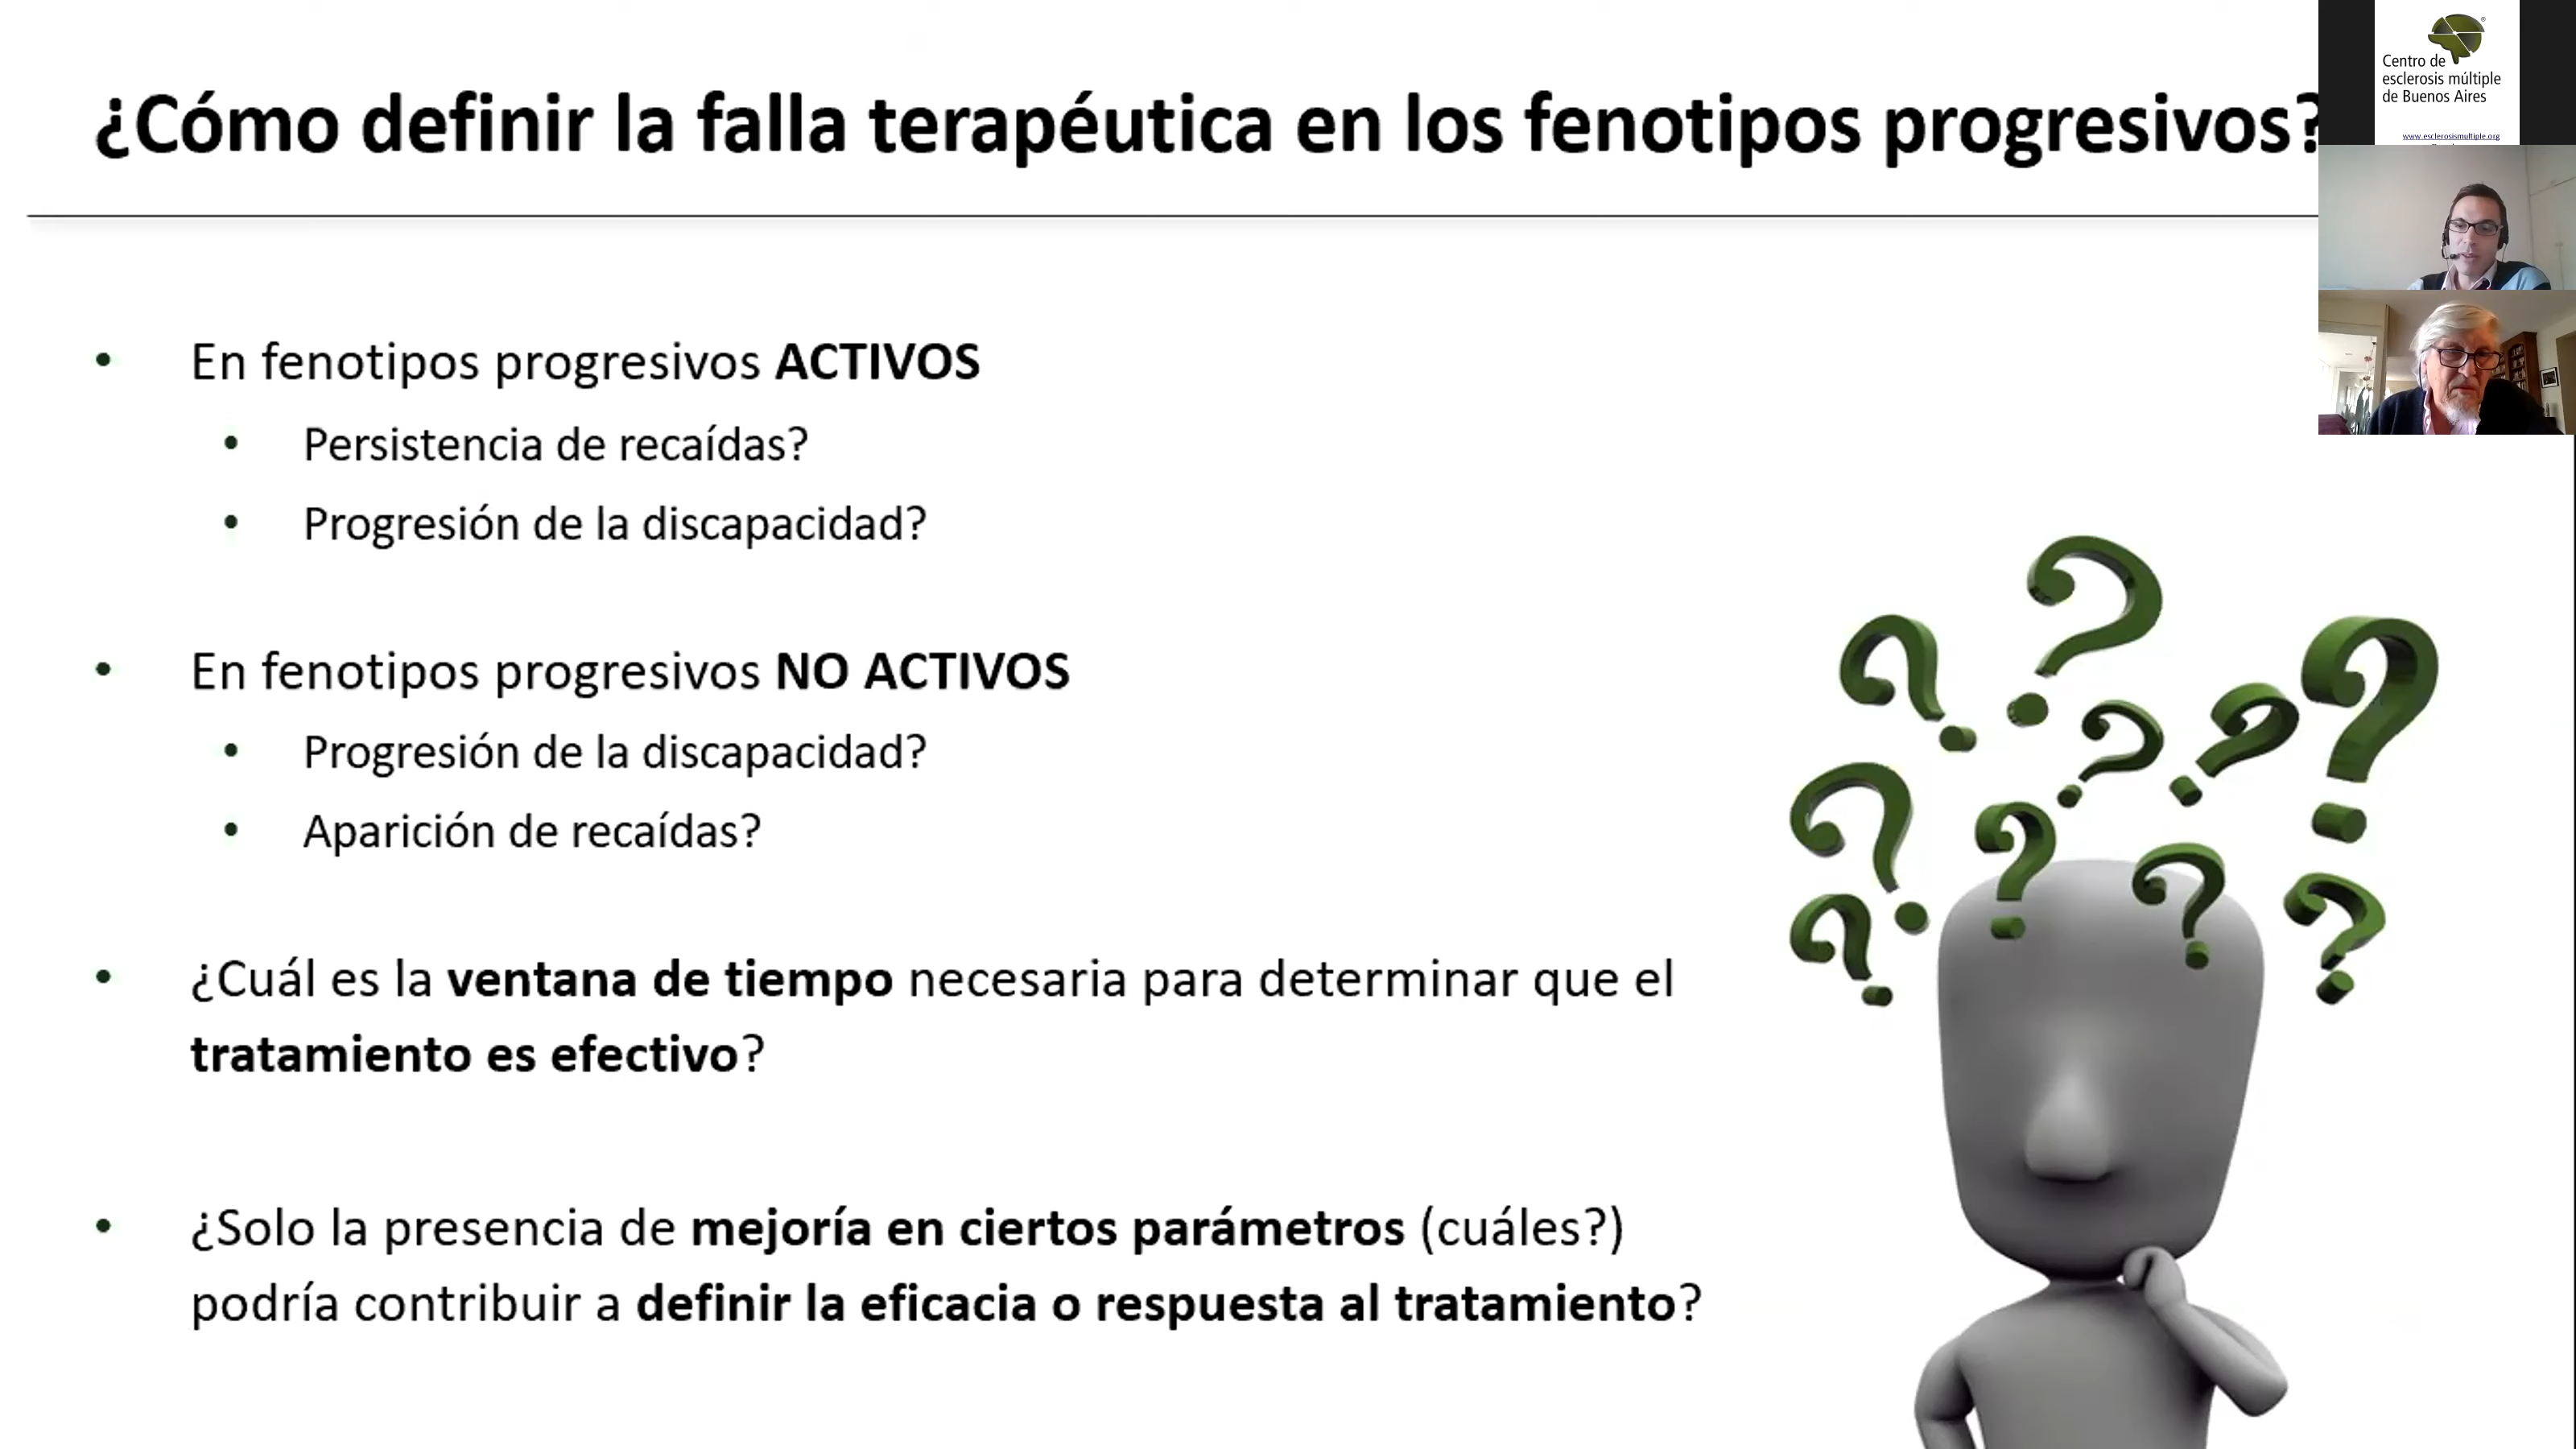 ¿Cómo definir la falla terapéutica en los fenotipos progresivos?
Centro de
esclerosis múltiple
de Buenos Aires
www.esclerosismultiple.org
• En fenotipos progresivos ACTIVOS
• Persistencia de recaídas?
• Progresión de la discapacidad?
• En fenotipos progresivos NO ACTIVOS
• Progresión de la discapacidad?
• Aparición de recaídas?
• ¿Cuál es la ventana de tiempo necesaria para determinar que el
tratamiento es efectivo?
• ¿Solo la presencia de mejoría en ciertos parámetros (cuáles?)
podría contribuir a definir la eficacia o respuesta al tratamiento?